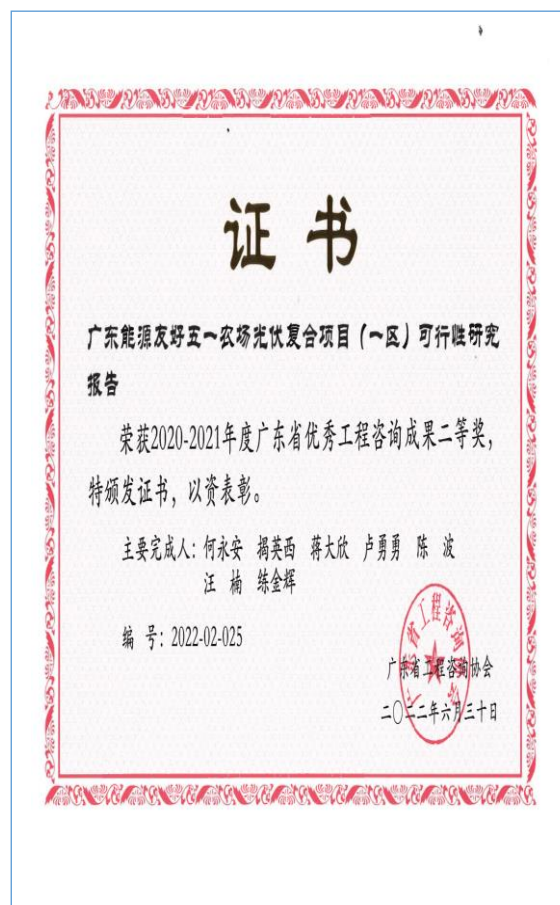 证书
广东能源友好五一农场光伏复合项目（一区）可行性研究
报告
荣获2020-2021年度广东省优秀工程咨询成果二等奖，
特颁发证书，以资表彰。
主要完成人：何永安 揭英西 蒋大欣 卢勇勇 陈波
汪楠 练金辉
编号：2022-02-025
广东省工程咨询协会
二〇二二年六月三十日